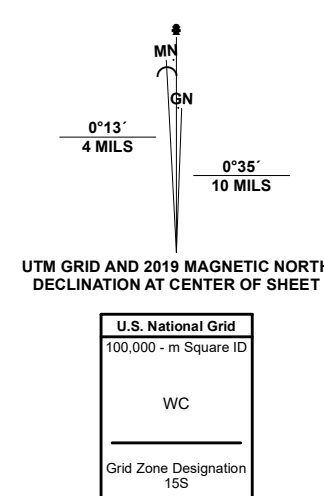 MN
GN
0°13´
4 MILS
0°35´
10 MILS
UTM GRID AND 2019 MAGNETIC NORTH
DECLINATION AT CENTER OF SHEET
U.S. National Grid
100,000 - m Square ID
WC
Grid Zone Designation
15S